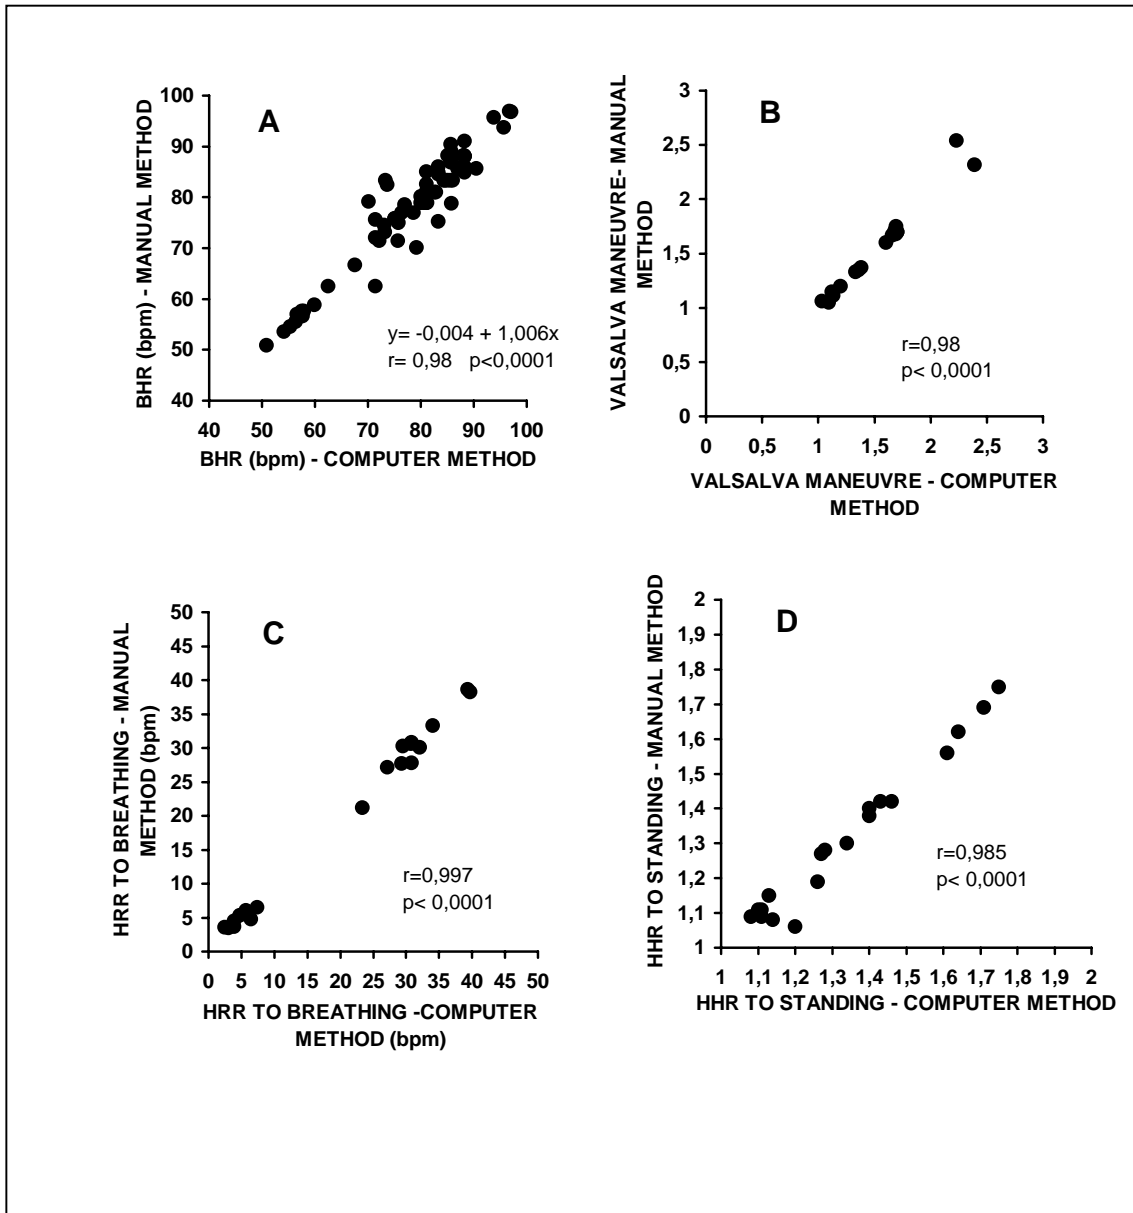 A
BHR (bpm) - MANUAL METHOD
100
90
80
70
60
50
40
y= -0,004 + 1,006x
r= 0,98 p<0,0001
40 50 60 70 80 90 100
BHR (bpm) - COMPUTER METHOD
B
VALSALVA MANEUVRE- MANUAL
METHOD
3
2,5
2
1,5
1
0,5
0
r=0,98
p< 0,0001
0 0,5 1 1,5 2 2,5 3
VALSALVA MANEUVRE - COMPUTER
METHOD
C
HRR TO BREATHING - MANUAL
METHOD (bpm)
50
45
40
35
30
25
20
15
10
5
0
r=0,997
p< 0,0001
0 5 10 15 20 25 30 35 40 45 50
HRR TO BREATHING -COMPUTER
METHOD (bpm)
D
HHR TO STANDING - MANUAL METHOD
2
1,9
1,8
1,7
1,6
1,5
1,4
1,3
1,2
1,1
1
r=0,985
p< 0,0001
1 1,1 1,2 1,3 1,4 1,5 1,6 1,7 1,8 1,9 2
HHR TO STANDING - COMPUTER METHOD